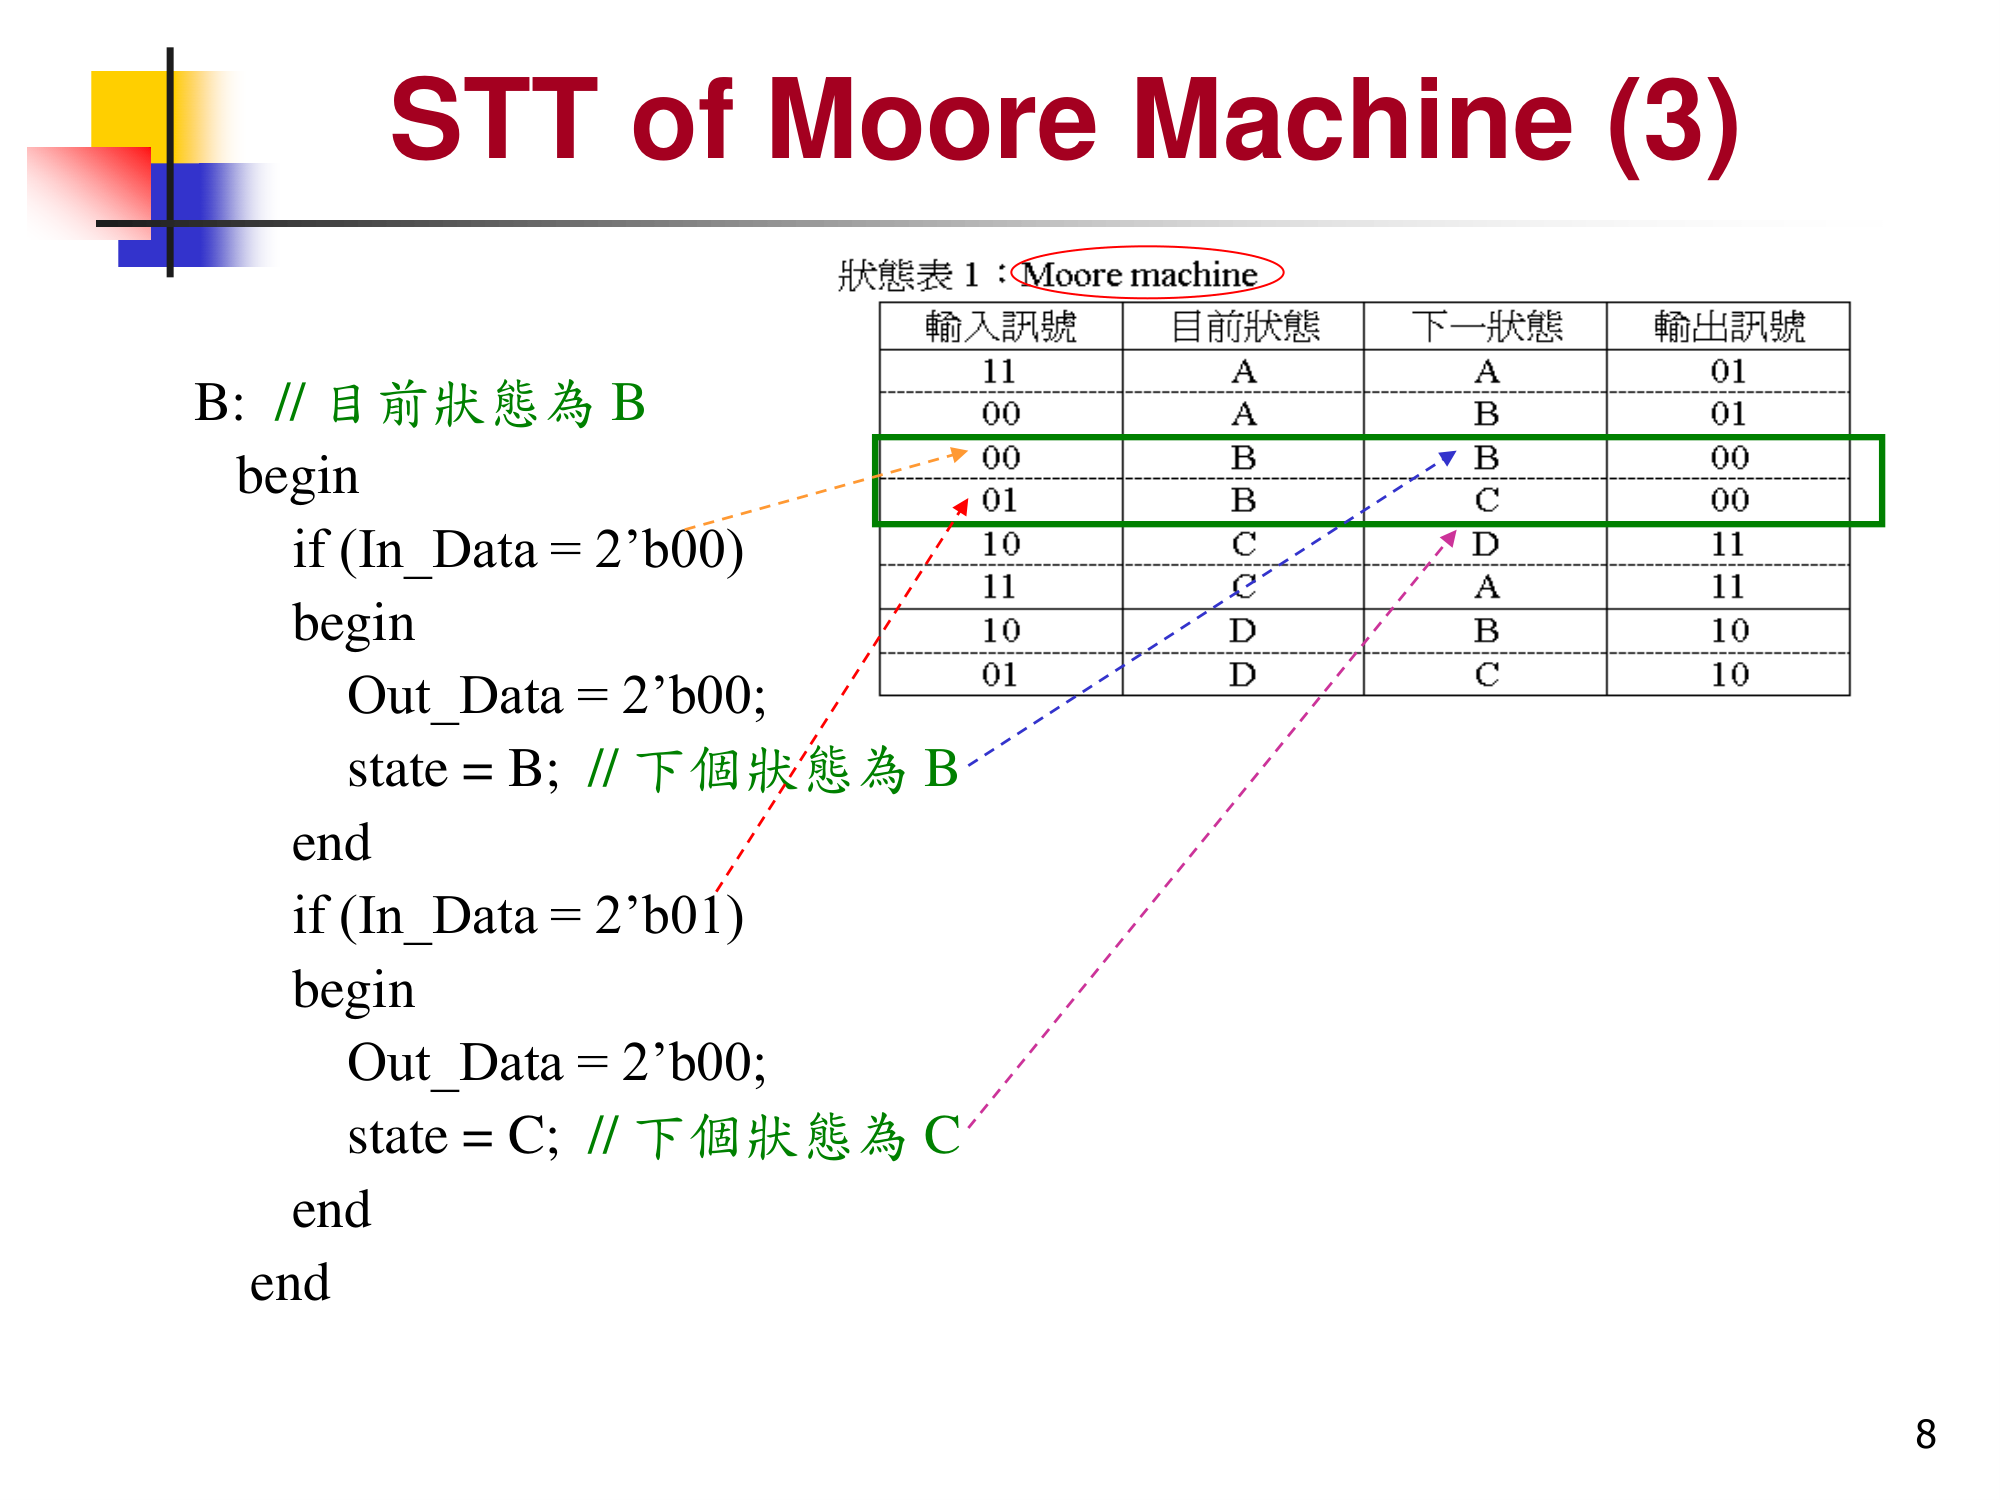 STT of Moore Machine (3)
狀態表 1：Moore machine
輸入訊號 目前狀態 下一狀態 輸出訊號
11 A A 01
00 A B 01
00 B B 00
01 B C 00
10 C D 11
11 C A 11
10 D B 10
01 D C 10
B: // 目前狀態為 B
begin
if (In_Data = 2’b00)
begin
Out_Data = 2’b00;
state = B; // 下個狀態為 B
end
if (In_Data = 2’b01)
begin
Out_Data = 2’b00;
state = C; // 下個狀態為 C
end
end
8